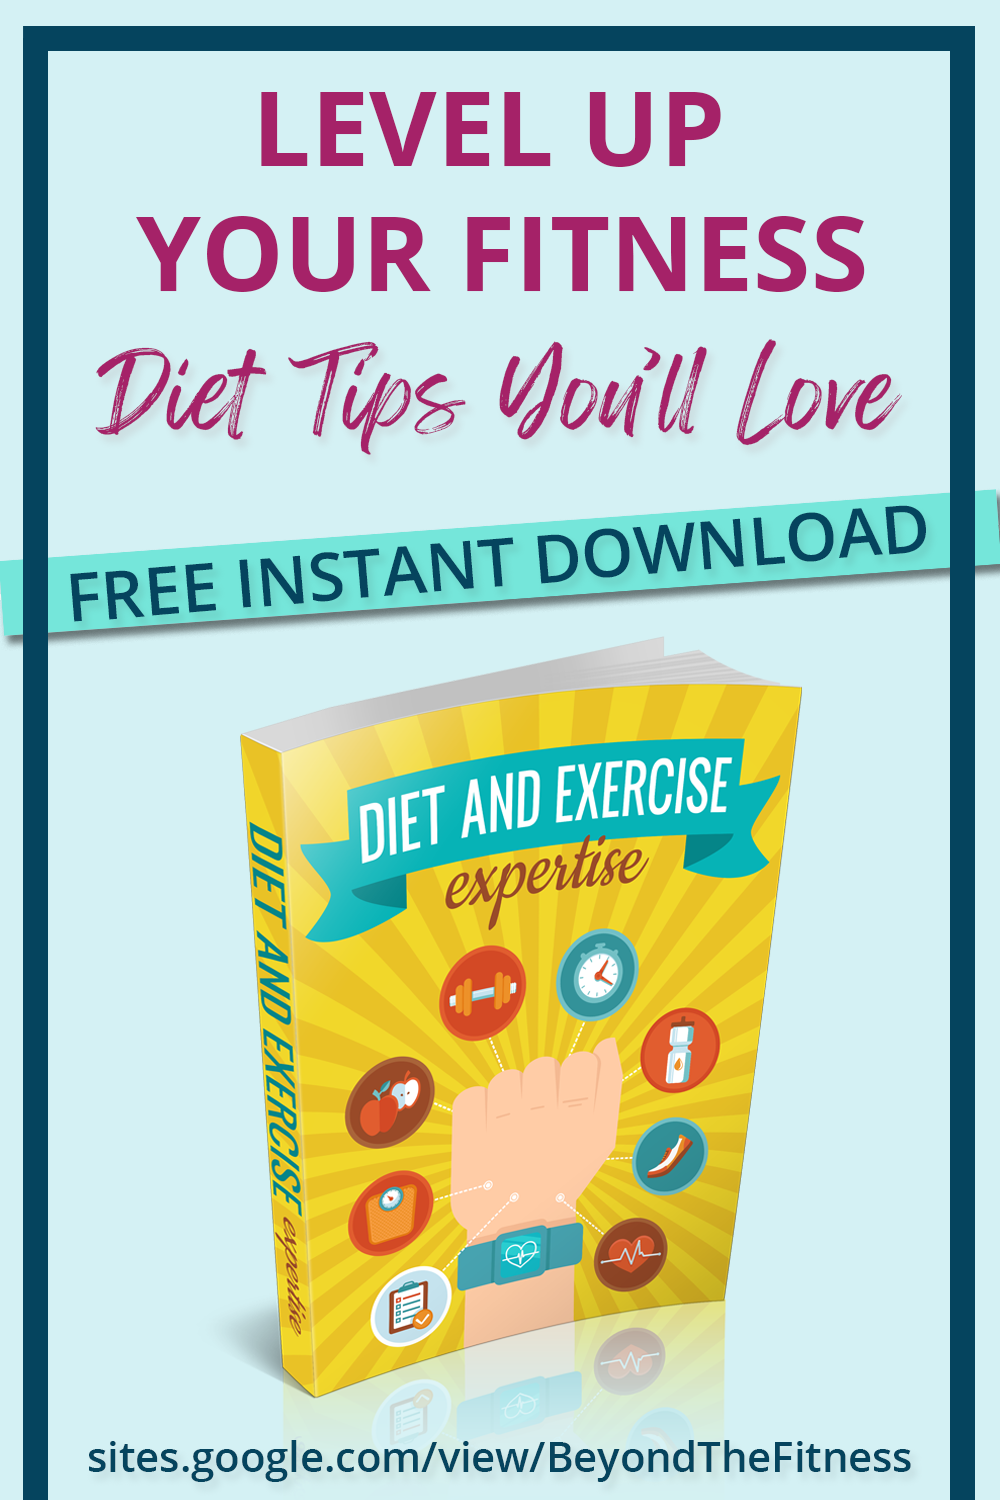 LEVEL UP
YOUR FITNESS
Diet Tips You'll Love
FREE INSTANT DOWNLOAD
DIET AND EXERCISE
expertise
DIET AND EXERCISE expertise
sites.google.com/view/BeyondTheFitness